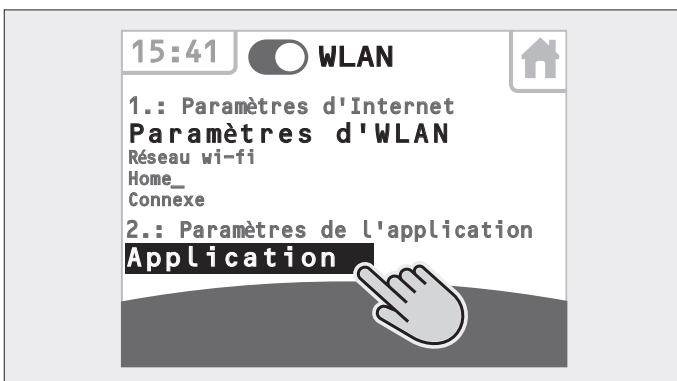 15:41 WLAN
1.: Paramètres d'Internet
Paramètres d'WLAN
Réseau wi-fi
Home_
Connexe
2.: Paramètres de l'application
Application